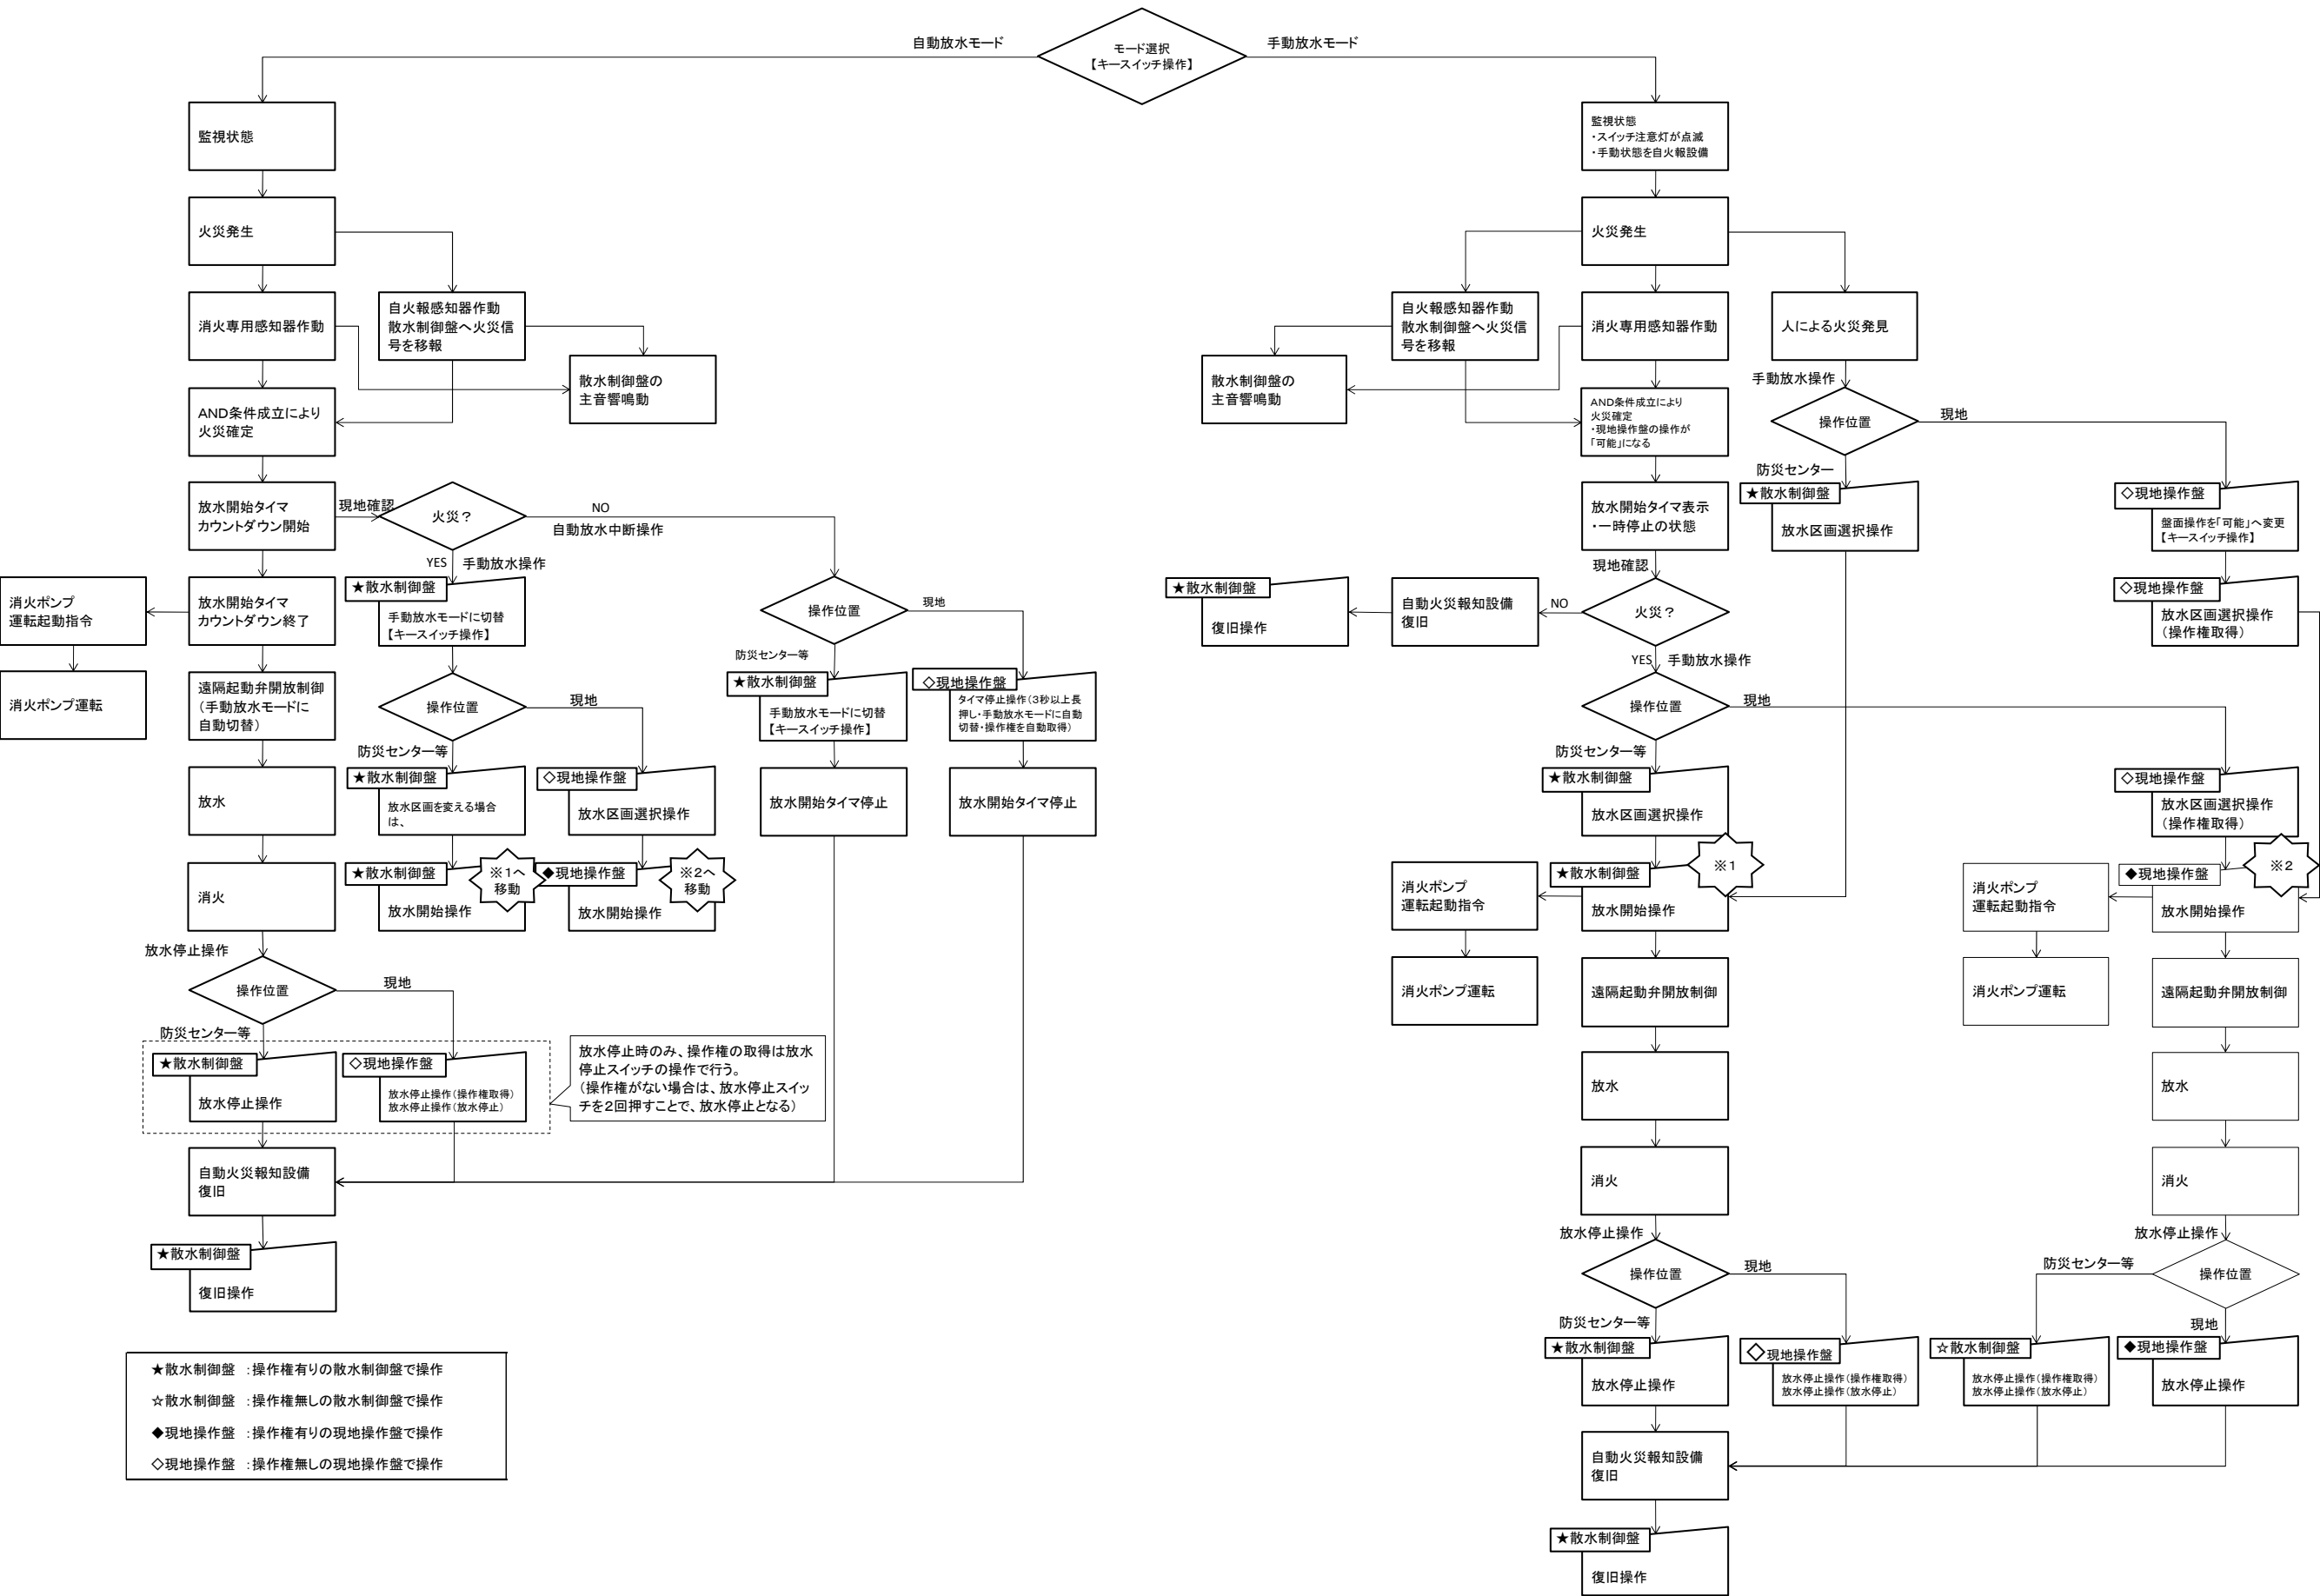 モード選択
【キースイッチ操作】
自動放水モード
手動放水モード
監視状態
火災発生
消火専用感知器作動
自火報感知器作動
散水制御盤へ火災信
号を移報
散水制御盤の
主音響鳴動
AND条件成立により
火災確定
放水開始タイマ
カウントダウン開始
現地確認
火災？
NO
自動放水中断操作
YES
手動放水操作
消火ポンプ
運転起動指令
放水開始タイマ
カウントダウン終了
★散水制御盤
手動放水モードに切替
【キースイッチ操作】
操作位置
現地
防災センター等
消火ポンプ運転
遠隔起動弁開放制御
（手動放水モードに
自動切替）
操作位置
現地
防災センター等
★散水制御盤
手動放水モードに切替
【キースイッチ操作】
◇現地操作盤
タイマ停止操作（３秒以上長
押し・手動放水モードに自動
切替・操作権を自動取得）
放水
★散水制御盤
放水区画を変える場合
は、
◇現地操作盤
放水区画選択操作
放水開始タイマ停止
放水開始タイマ停止
消火
★散水制御盤
放水開始操作
※１へ
移動
◆現地操作盤
放水開始操作
※２へ
移動
放水停止操作
操作位置
現地
防災センター等
★散水制御盤
放水停止操作
◇現地操作盤
放水停止操作（操作権取得）
放水停止操作（放水停止）
放水停止時のみ、操作権の取得は放水
停止スイッチの操作で行う。
（操作権がない場合は、放水停止スイッ
チを２回押すことで、放水停止となる）
自動火災報知設備
復旧
★散水制御盤
復旧操作
★散水制御盤　：操作権有りの散水制御盤で操作
☆散水制御盤　：操作権無しの散水制御盤で操作
◆現地操作盤　：操作権有りの現地操作盤で操作
◇現地操作盤　：操作権無しの現地操作盤で操作
監視状態
・スイッチ注意灯が点滅
・手動状態を自火報設備
火災発生
自火報感知器作動
散水制御盤へ火災信
号を移報
消火専用感知器作動
人による火災発見
散水制御盤の
主音響鳴動
AND条件成立により
火災確定
・現地操作盤の操作が
「可能」になる
手動放水操作
操作位置
現地
防災センター
放水開始タイマ表示
・一時停止の状態
★散水制御盤
放水区画選択操作
◇現地操作盤
盤面操作を「可能」へ変更
【キースイッチ操作】
現地確認
★散水制御盤
復旧操作
自動火災報知設備
復旧
NO
火災？
◇現地操作盤
放水区画選択操作
（操作権取得）
YES
手動放水操作
操作位置
現地
防災センター等
★散水制御盤
放水区画選択操作
◇現地操作盤
放水区画選択操作
（操作権取得）
消火ポンプ
運転起動指令
★散水制御盤
放水開始操作
※１
消火ポンプ
運転起動指令
◆現地操作盤
放水開始操作
※２
消火ポンプ運転
遠隔起動弁開放制御
消火ポンプ運転
遠隔起動弁開放制御
放水
放水
消火
消火
放水停止操作
操作位置
現地
防災センター等
放水停止操作
防災センター等
操作位置
現地
★散水制御盤
放水停止操作
◇現地操作盤
放水停止操作（操作権取得）
放水停止操作（放水停止）
☆散水制御盤
放水停止操作（操作権取得）
放水停止操作（放水停止）
◆現地操作盤
放水停止操作
自動火災報知設備
復旧
★散水制御盤
復旧操作